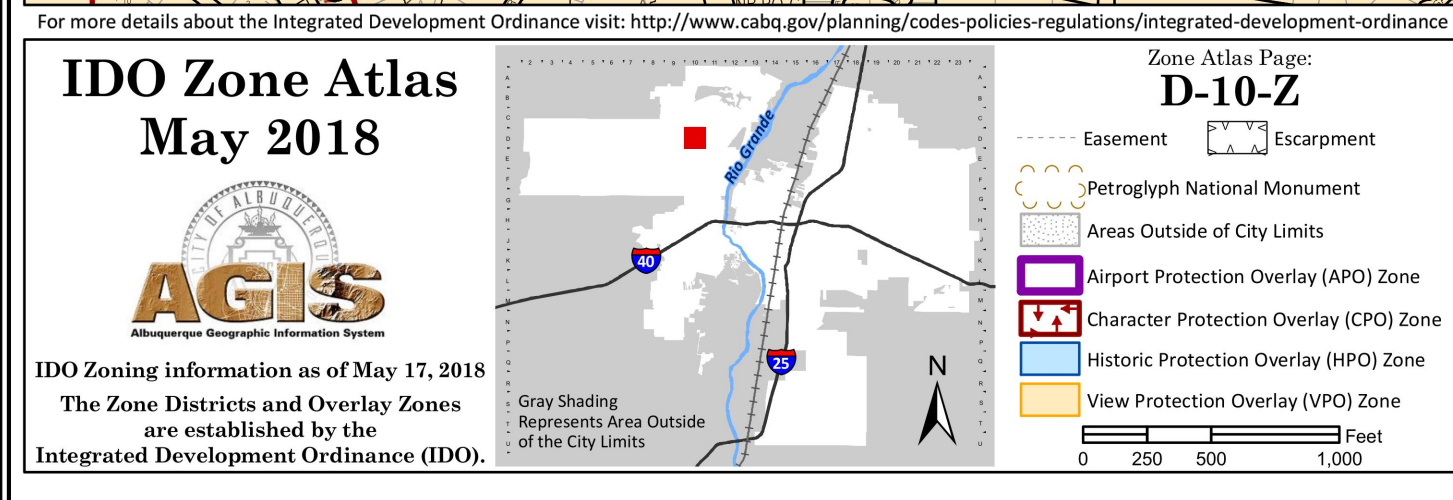 For more details about the Integrated Development Ordinance visit: http://www.cabq.gov/planning/codes-policies-regulations/integrated-development-ordinance
IDO Zone Atlas
May 2018
CITY OF ALBUQUERQUE
AGIS
Albuquerque Geographic Information System
IDO Zoning information as of May 17, 2018
The Zone Districts and Overlay Zones
are established by the
Integrated Development Ordinance (IDO).
Rio Grande
40
25
Gray Shading
Represents Area Outside
of the City Limits
N
Zone Atlas Page:
D-10-Z
Easement
Escarpment
Petroglyph National Monument
Areas Outside of City Limits
Airport Protection Overlay (APO) Zone
Character Protection Overlay (CPO) Zone
Historic Protection Overlay (HPO) Zone
View Protection Overlay (VPO) Zone
Feet
0 250 500 1,000